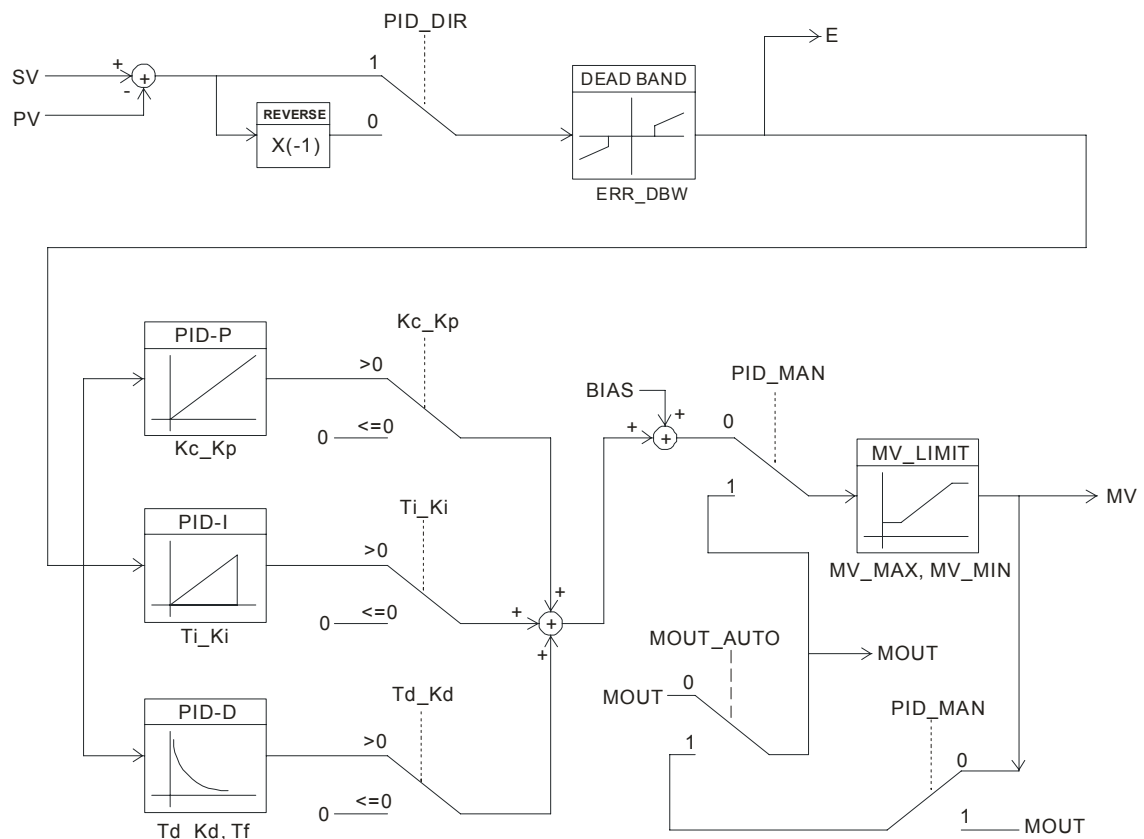 PID_DIR
E
SV
+
+
1
DEAD BAND
-
PV
REVERSE
0
X(-1)
ERR_DBW
PID-P
Kc_Kp
>0
BIAS
PID_MAN
+
0
+
+
0
<=0
MV_LIMIT
Kc_Kp
1
MV
PID-I
Ti_Ki
>0
MV_MAX, MV_MIN
+
0
<=0
+
+
Ti_Ki
+
MOUT_AUTO
MOUT
PID-D
Td_Kd
MOUT
0
PID_MAN
>0
1
0
0
<=0
1
MOUT
Td_Kd, Tf